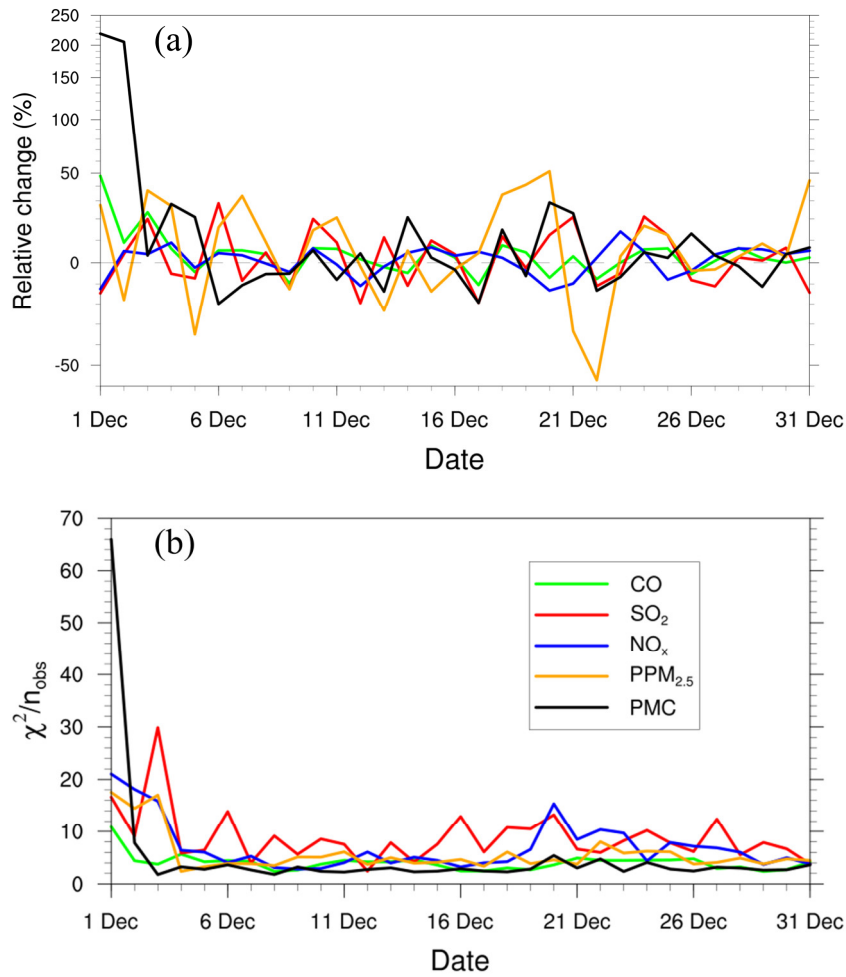 (a)
Relative change (%)
250
200
150
100
50
0
-50
1 Dec 6 Dec 11 Dec 16 Dec 21 Dec 26 Dec 31 Dec
Date
(b)
χ²/nobs
70
60
50
40
30
20
10
0
CO
SO₂
NOₓ
PPM₂.₅
PMC
1 Dec 6 Dec 11 Dec 16 Dec 21 Dec 26 Dec 31 Dec
Date